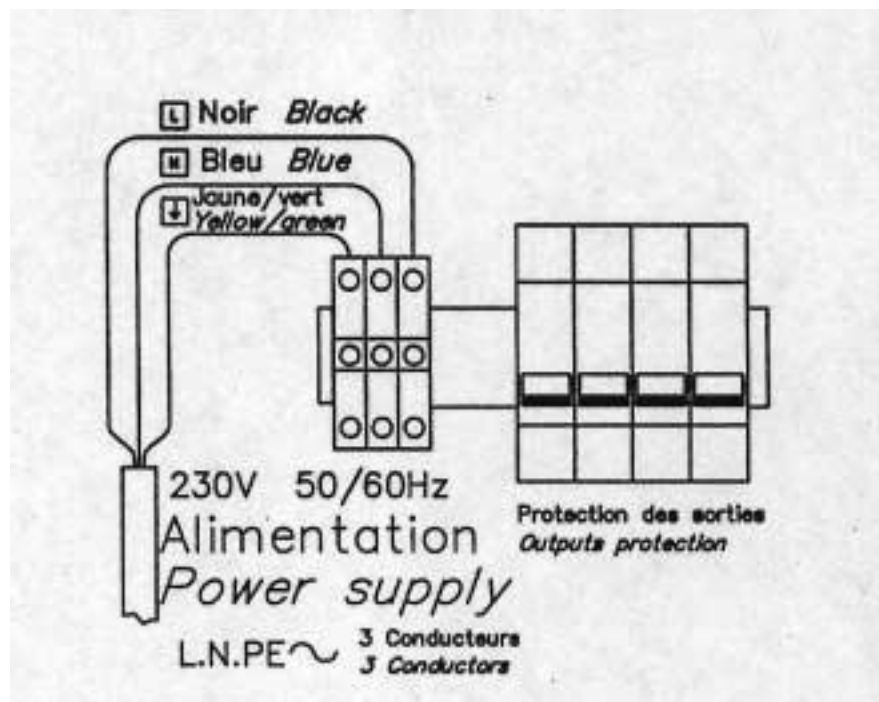 L Noir Black
N Bleu Blue
Jaune/vert
Yellow/green
230V 50/60Hz
Alimentation
Power supply
L.N.PE～ 3 Conducteurs
3 Conductors
Protection des sorties
Outputs protection